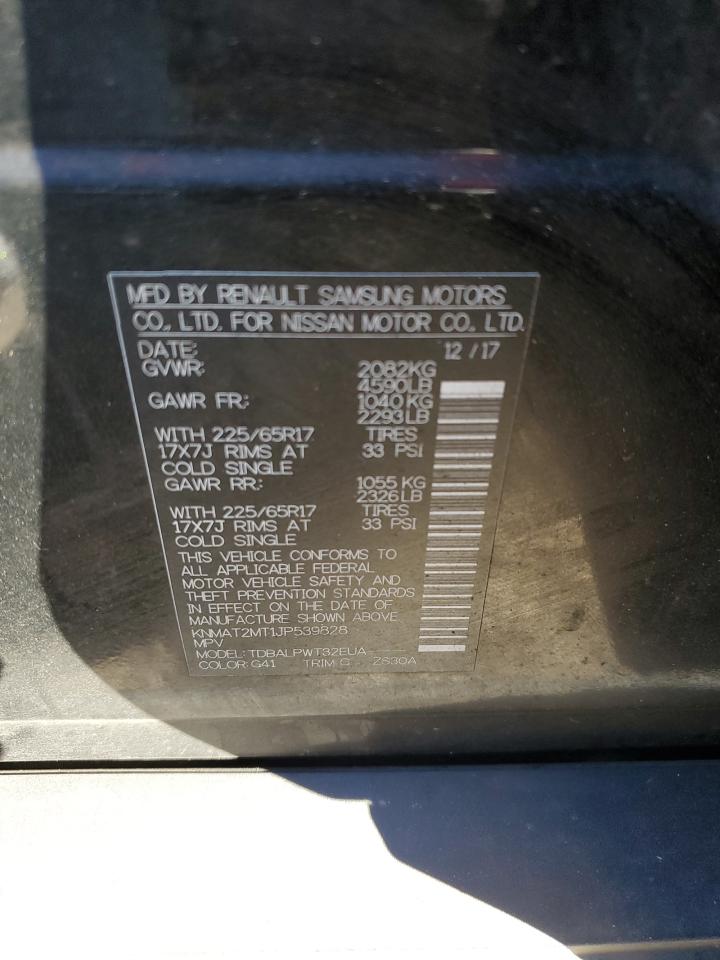 MFD BY RENAULT SAMSUNG MOTORS
CO., LTD. FOR NISSAN MOTOR CO., LTD.
DATE: 12 / 17
GVWR: 2082KG
4590LB
GAWR FR: 1040 KG
2293LB
WITH 225/65R17 TIRES
17X7J RIMS AT 33 PSI
COLD SINGLE
GAWR RR: 1055 KG
2326LB
WITH 225/65R17 TIRES
17X7J RIMS AT 33 PSI
COLD SINGLE
THIS VEHICLE CONFORMS TO
ALL APPLICABLE FEDERAL
MOTOR VEHICLE SAFETY AND
THEFT PREVENTION STANDARDS
IN EFFECT ON THE DATE OF
MANUFACTURE SHOWN ABOVE
KNMAT2MT1JP539828
MPV
MODEL: TDBALPWT32EUA
COLOR: G41 TRIM G